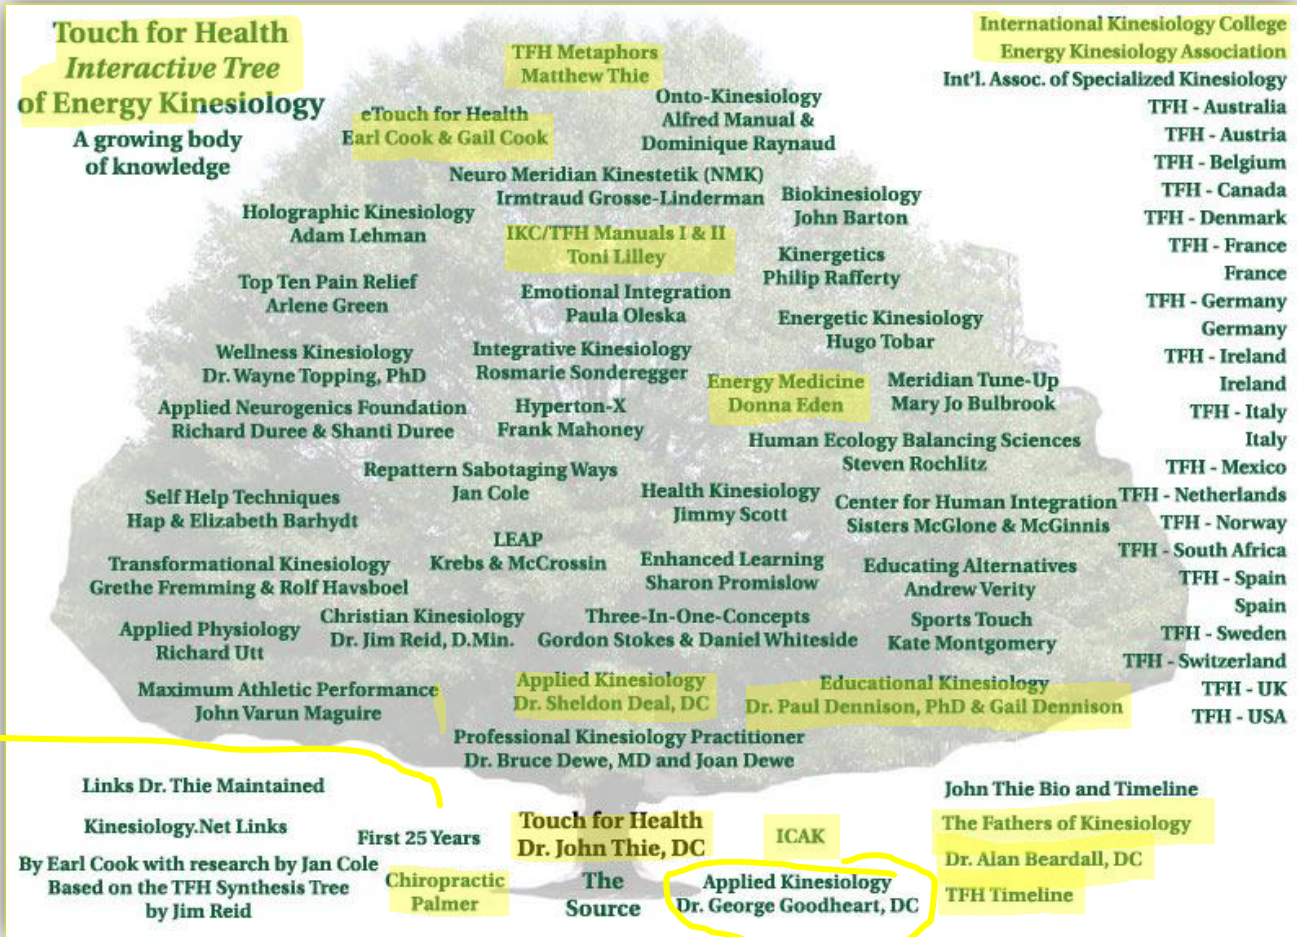 Touch for Health
Interactive Tree
of Energy Kinesiology
A growing body
of knowledge
TFH Metaphors
Matthew Thie
eTouch for Health
Earl Cook & Gail Cook
Onto-Kinesiology
Alfred Manual &
Dominique Raynaud
Neuro Meridian Kinestetik (NMK)
Irmtraud Grosse-Linderman
Biokinesiology
John Barton
Holographic Kinesiology
Adam Lehman
IKC/TFH Manuals I & II
Toni Lilley
Kinergetics
Philip Rafferty
Top Ten Pain Relief
Arlene Green
Emotional Integration
Paula Oleska
Energetic Kinesiology
Hugo Tobar
Wellness Kinesiology
Dr. Wayne Topping, PhD
Integrative Kinesiology
Rosmarie Sonderegger
Energy Medicine
Donna Eden
Meridian Tune-Up
Mary Jo Bulbrook
Applied Neurogenics Foundation
Richard Duree & Shanti Duree
Hyperton-X
Frank Mahoney
Human Ecology Balancing Sciences
Steven Rochlitz
Repattern Sabotaging Ways
Jan Cole
Self Help Techniques
Hap & Elizabeth Barhydt
Health Kinesiology
Jimmy Scott
Center for Human Integration
Sisters McGlone & McGinnis
LEAP
Krebs & McCrossin
Transformational Kinesiology
Grethe Fremming & Rolf Havsboel
Enhanced Learning
Sharon Promislow
Educating Alternatives
Andrew Verity
Applied Physiology
Richard Utt
Christian Kinesiology
Dr. Jim Reid, D.Min.
Three-In-One-Concepts
Gordon Stokes & Daniel Whiteside
Sports Touch
Kate Montgomery
Maximum Athletic Performance
John Varun Maguire
Applied Kinesiology
Dr. Sheldon Deal, DC
Educational Kinesiology
Dr. Paul Dennison, PhD & Gail Dennison
Professional Kinesiology Practitioner
Dr. Bruce Dewe, MD and Joan Dewe
International Kinesiology College
Energy Kinesiology Association
Int'l. Assoc. of Specialized Kinesiology
TFH - Australia
TFH - Austria
TFH - Belgium
TFH - Canada
TFH - Denmark
TFH - France
France
TFH - Germany
Germany
TFH - Ireland
Ireland
TFH - Italy
Italy
TFH - Mexico
TFH - Netherlands
TFH - Norway
TFH - South Africa
TFH - Spain
Spain
TFH - Sweden
TFH - Switzerland
TFH - UK
TFH - USA
Links Dr. Thie Maintained
Kinesiology.Net Links
By Earl Cook with research by Jan Cole
Based on the TFH Synthesis Tree
by Jim Reid
First 25 Years
Chiropractic
Palmer
Touch for Health
Dr. John Thie, DC
The
Source
ICAK
Applied Kinesiology
Dr. George Goodheart, DC
John Thie Bio and Timeline
The Fathers of Kinesiology
Dr. Alan Beardall, DC
TFH Timeline